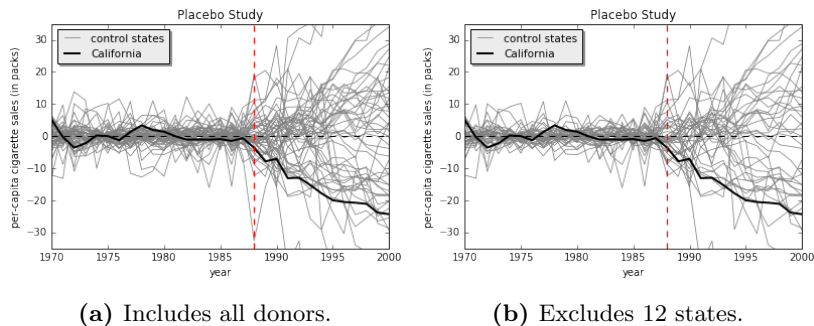 Placebo Study
control states
California
per-capita cigarette sales (in packs)
30
20
10
0
−10
−20
−30
1970
1975
1980
1985
1990
1995
2000
year
(a) Includes all donors.
Placebo Study
control states
California
per-capita cigarette sales (in packs)
30
20
10
0
−10
−20
−30
1970
1975
1980
1985
1990
1995
2000
year
(b) Excludes 12 states.